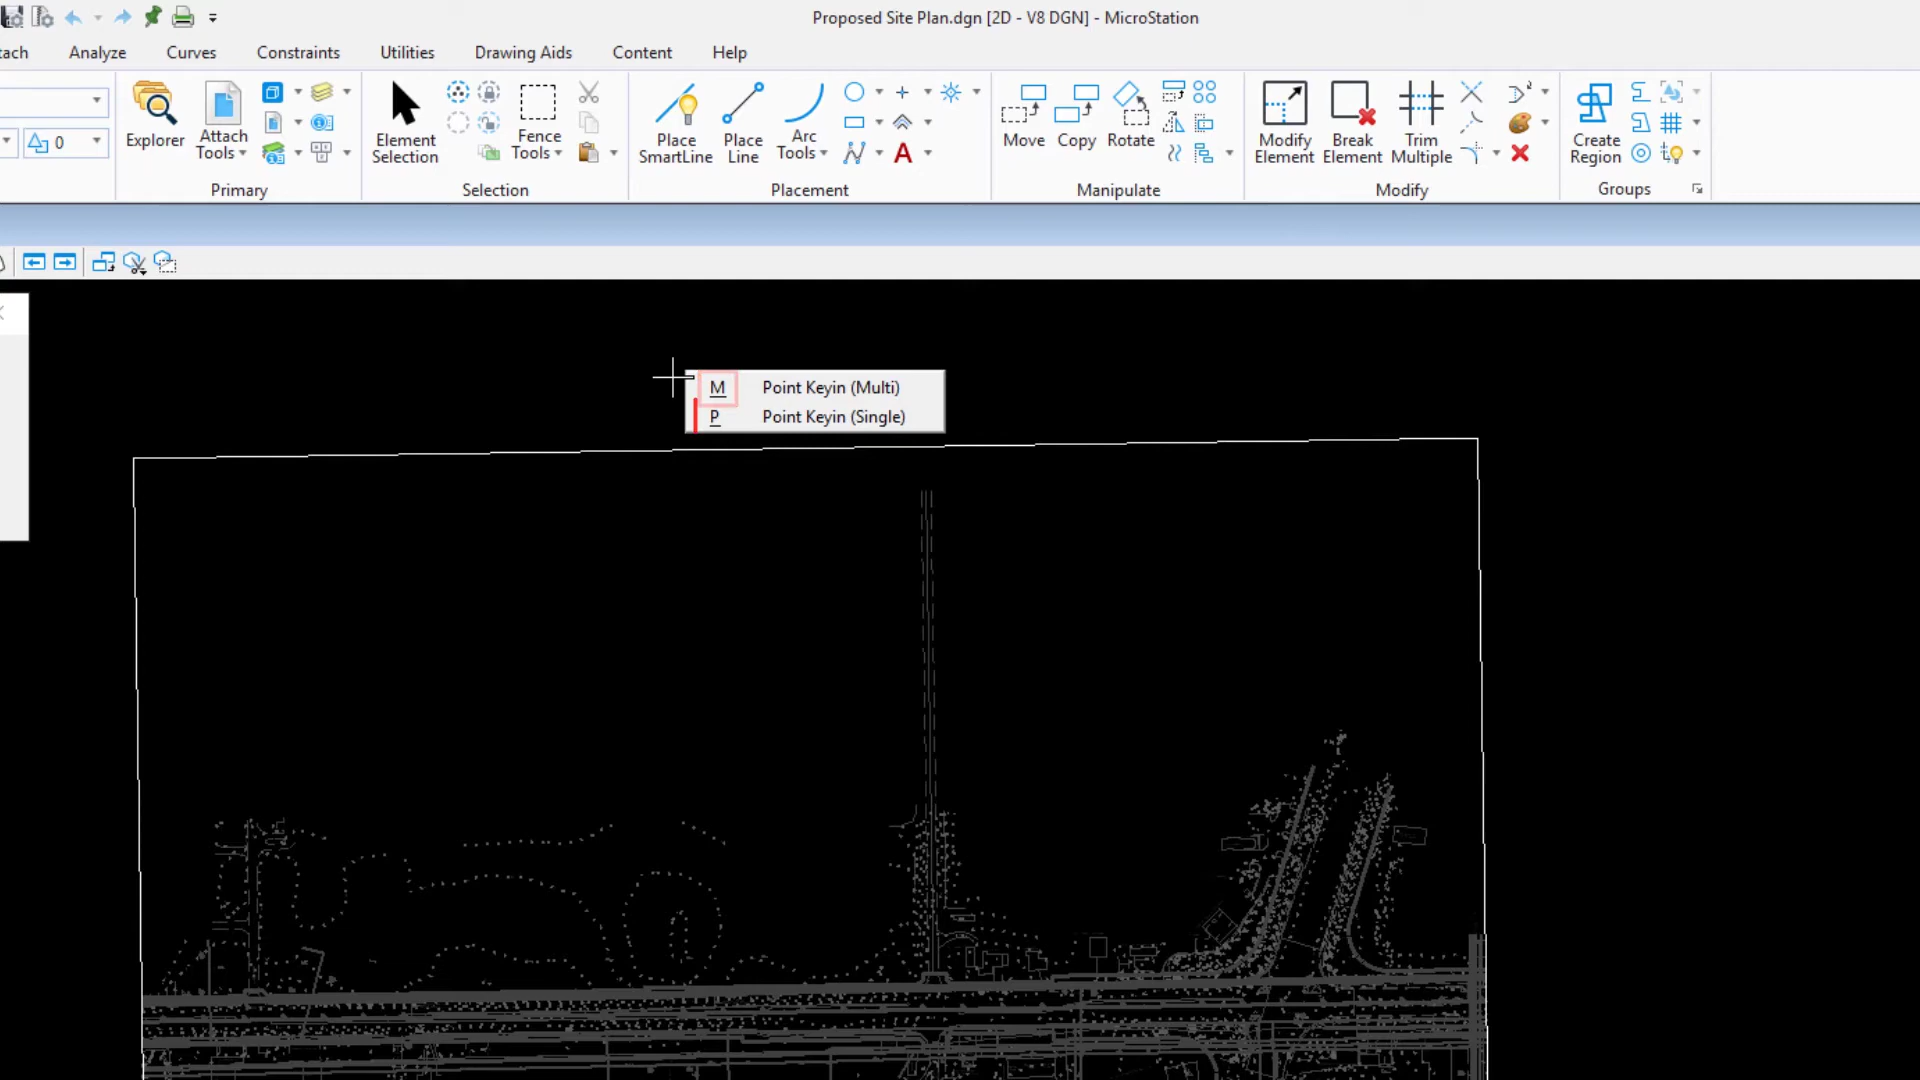 Proposed Site Plan.dgn [2D - V8 DGN] - MicroStation
tach Analyze Curves Constraints Utilities Drawing Aids Content Help
0
Explorer
Attach Tools
Primary
Element Selection
Fence Tools
Selection
Place SmartLine
Place Line
Arc Tools
Placement
Move
Copy
Rotate
Manipulate
Modify Element
Break Element
Trim Multiple
Modify
Create Region
Groups
M Point Keyin (Multi)
P Point Keyin (Single)